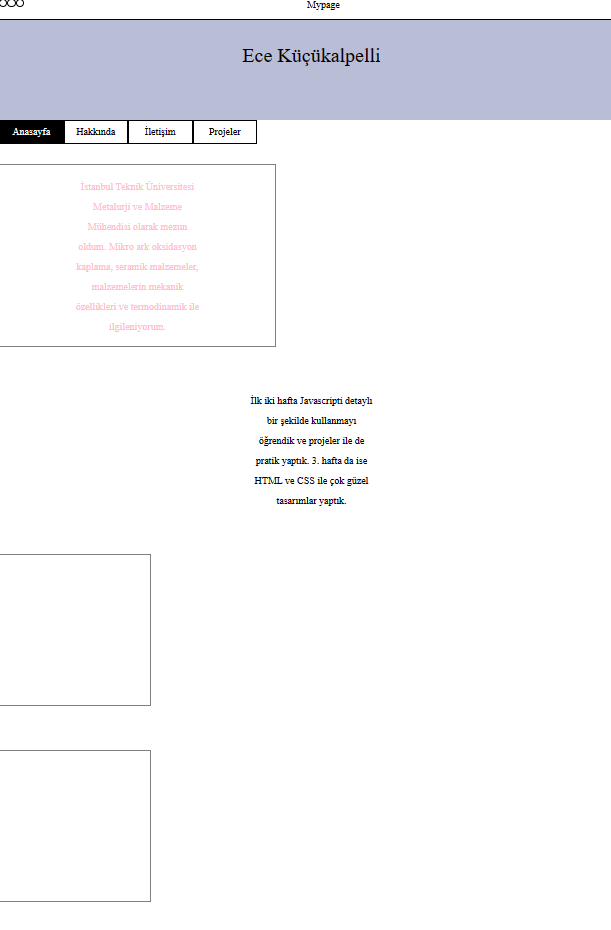 Mypage
Ece Küçükalpelli
Anasayfa Hakkında İletişim Projeler
İstanbul Teknik Üniversitesi
Metalurji ve Malzeme
Mühendisi olarak mezun
oldum. Mikro ark oksidasyon
kaplama, seramik malzemeler,
malzemelerin mekanik
özellikleri ve termodinamik ile
ilgileniyorum.
İlk iki hafta Javascripti detaylı
bir şekilde kullanmayı
öğrendik ve projeler ile de
pratik yaptık. 3. hafta da ise
HTML ve CSS ile çok güzel
tasarımlar yaptık.